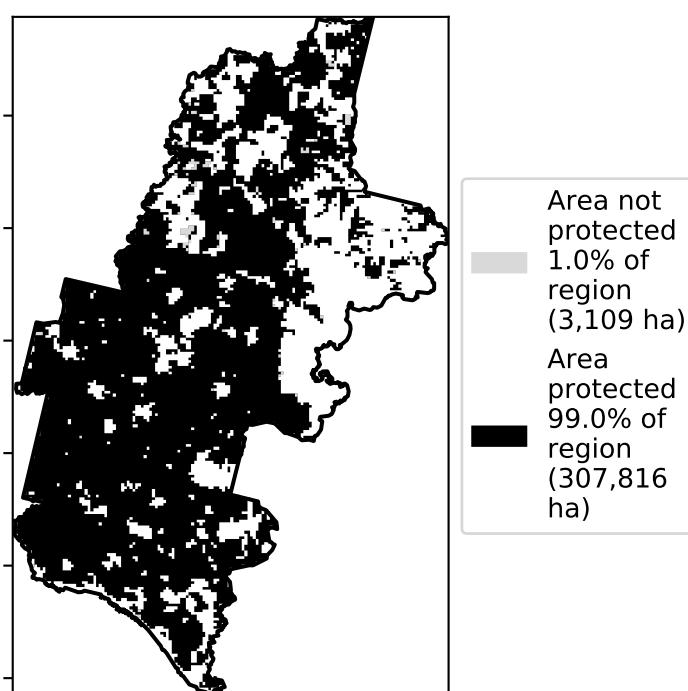 Area not
protected
1.0% of
region
(3,109 ha)
Area
protected
99.0% of
region
(307,816
ha)